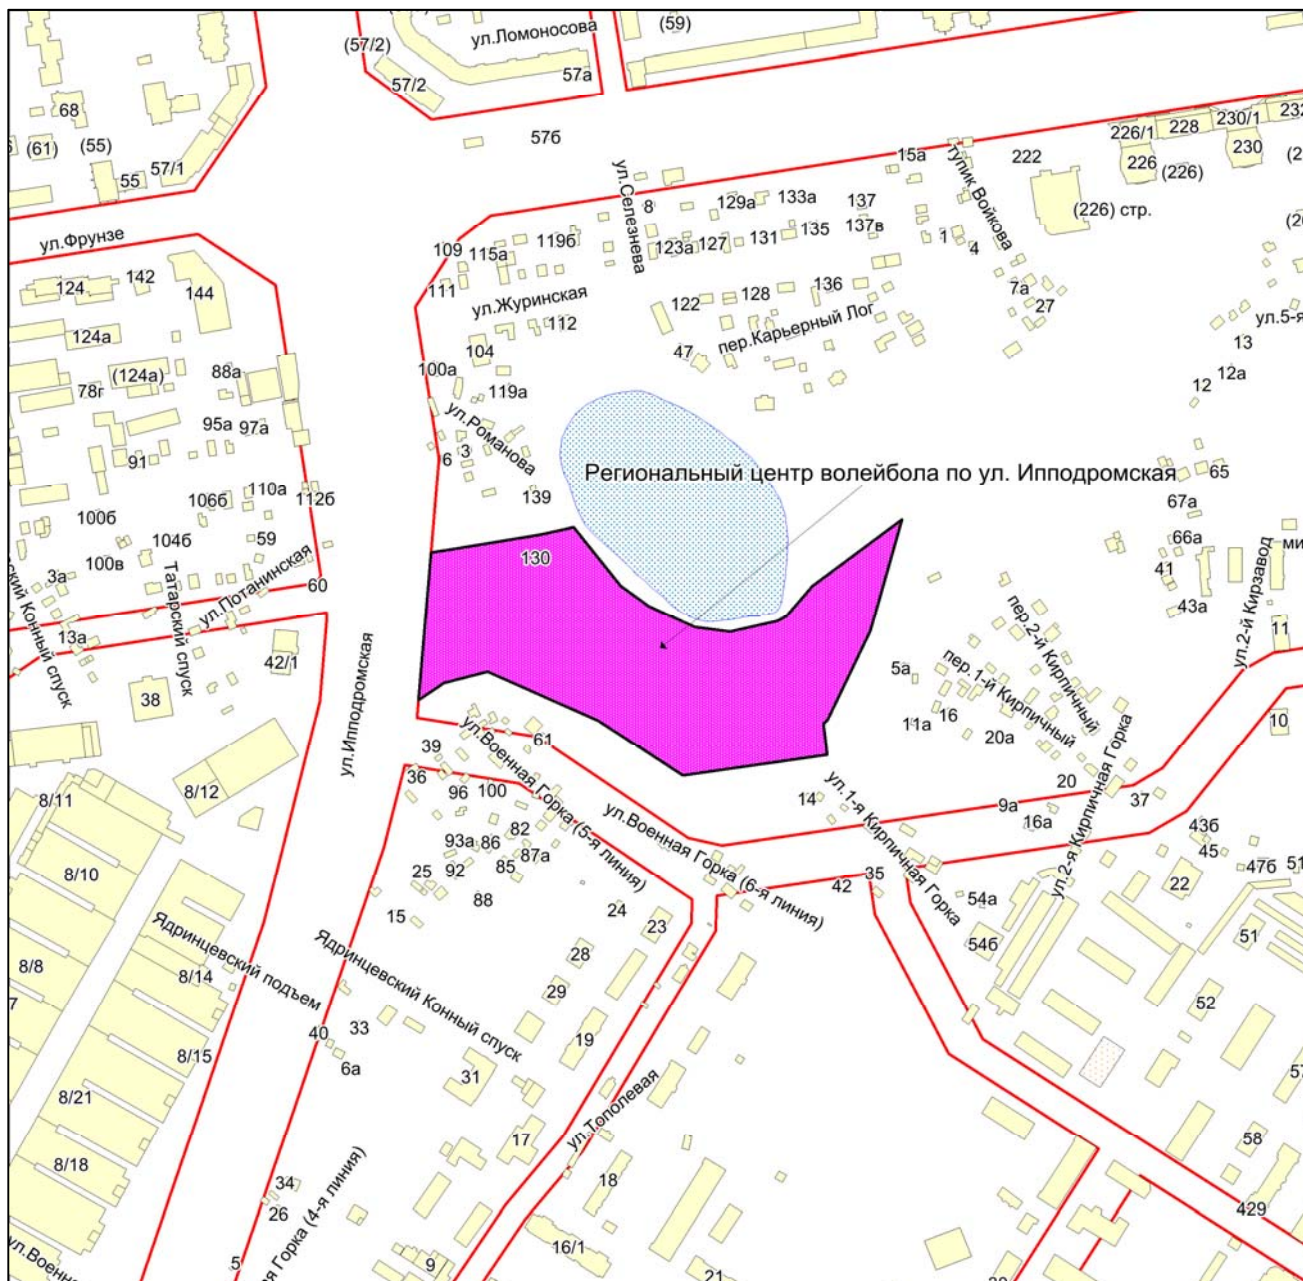 ул.Ломоносова
(59)
(57/2)
57/2
57а
68
(61)
(55)
57/1
55
57б
ул.Фрунзе
226/1
228
230/1
232
226
(226)
230
222
(226) стр.
15а
тупик Войкова
ул.Селезнева
8
129а
133а
137
137в
123а
127
131
135
1
4
7а
27
109
115а
119б
111
ул.Журинская
112
122
128
136
пер.Карьерный Лог
47
104
100а
119а
124
142
144
124а
(124а)
78г
88а
95а
97а
91
ул.5-я
13
12а
12
ул.Романова
6
3
139
Региональный центр волейбола по ул. Ипподромская
65
67а
66а
41
43а
110а
106б
112б
100б
104б
59
100в
3а
60
13а
ул.Потанинская
Татарский спуск
130
42/1
38
ул.Ипподромская
ул.2-й Кирзавод
11
10
пер.2-й Кирпичный
пер.1-й Кирпичный
5а
11а
16
20а
ул.2-я Кирпичная Горка
20
37
9а
16а
14
ул.1-я Кирпичная Горка
61
39
36
96
100
ул.Военная Горка (5-я линия)
ул.Военная Горка (6-я линия)
82
93а
86
87а
92
85
25
88
15
24
23
28
29
19
42
35
54а
54б
43б
45
47б
51
22
51
52
8/12
8/11
8/10
8/8
8/14
8/15
8/21
8/18
Ядринцевский подъем
Ядринцевский Конный спуск
40
33
6а
31
17
ул.Тополевая
18
58
429
34
26
5
9
16/1
21